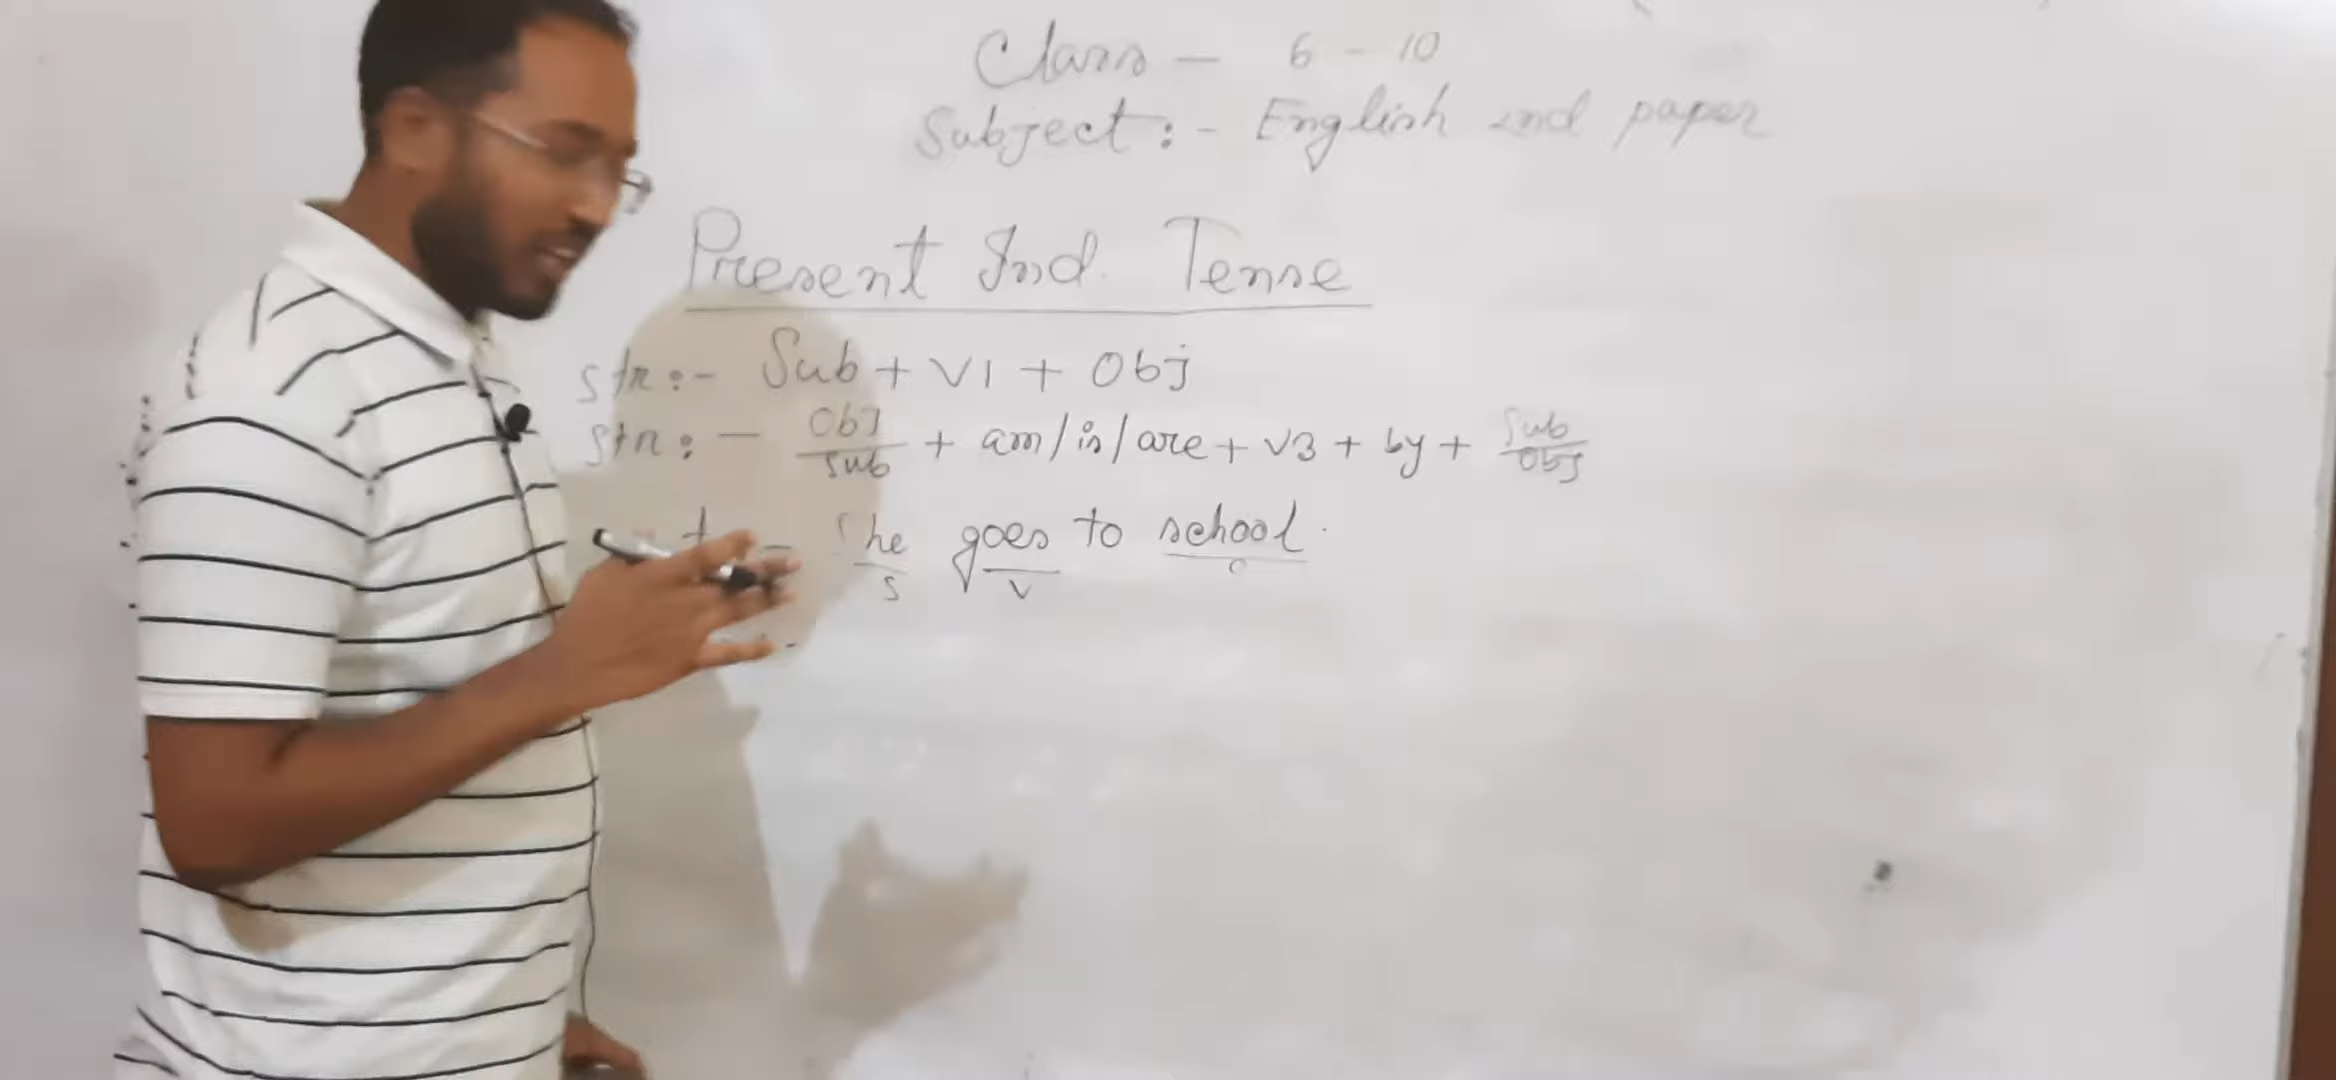 Class - 6 - 10
Subject:- English 2nd paper
Present Ind. Tense
Str:- Sub + V1 + Obj
Str:- Obj/Sub + am/is/are + V3 + by + Sub/Obj
She goes to school.
S V O